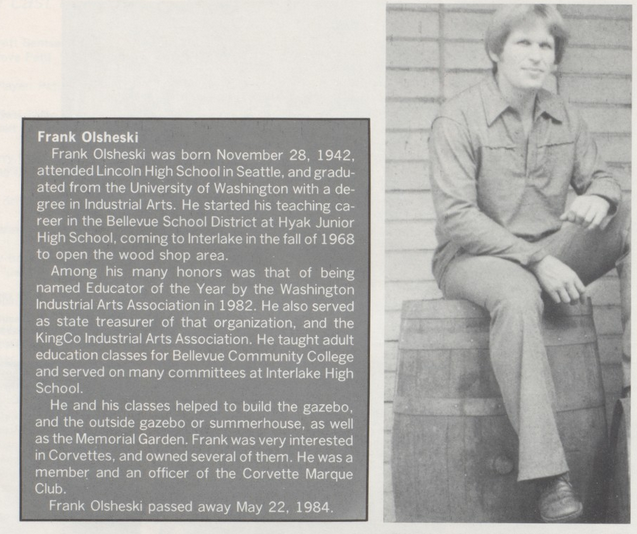 Frank Olsheski
Frank Olsheski was born November 28, 1942,
attended Lincoln High School in Seattle, and gradu-
ated from the University of Washington with a de-
gree in Industrial Arts. He started his teaching ca-
reer in the Bellevue School District at Hyak Junior
High School, coming to Interlake in the fall of 1968
to open the wood shop area.
Among his many honors was that of being
named Educator of the Year by the Washington
Industrial Arts Association in 1982. He also served
as state treasurer of that organization, and the
KingCo Industrial Arts Association. He taught adult
education classes for Bellevue Community College
and served on many committees at Interlake High
School.
He and his classes helped to build the gazebo,
and the outside gazebo or summerhouse, as well
as the Memorial Garden. Frank was very interested
in Corvettes, and owned several of them. He was a
member and an officer of the Corvette Marque
Club.
Frank Olsheski passed away May 22, 1984.